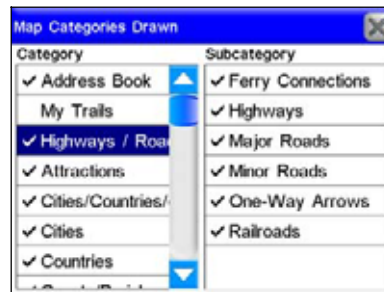 Map Categories Drawn
Category
Address Book
My Trails
Highways / Roa
Attractions
Cities/Countries/
Cities
Countries
Subcategory
Ferry Connections
Highways
Major Roads
Minor Roads
One-Way Arrows
Railroads